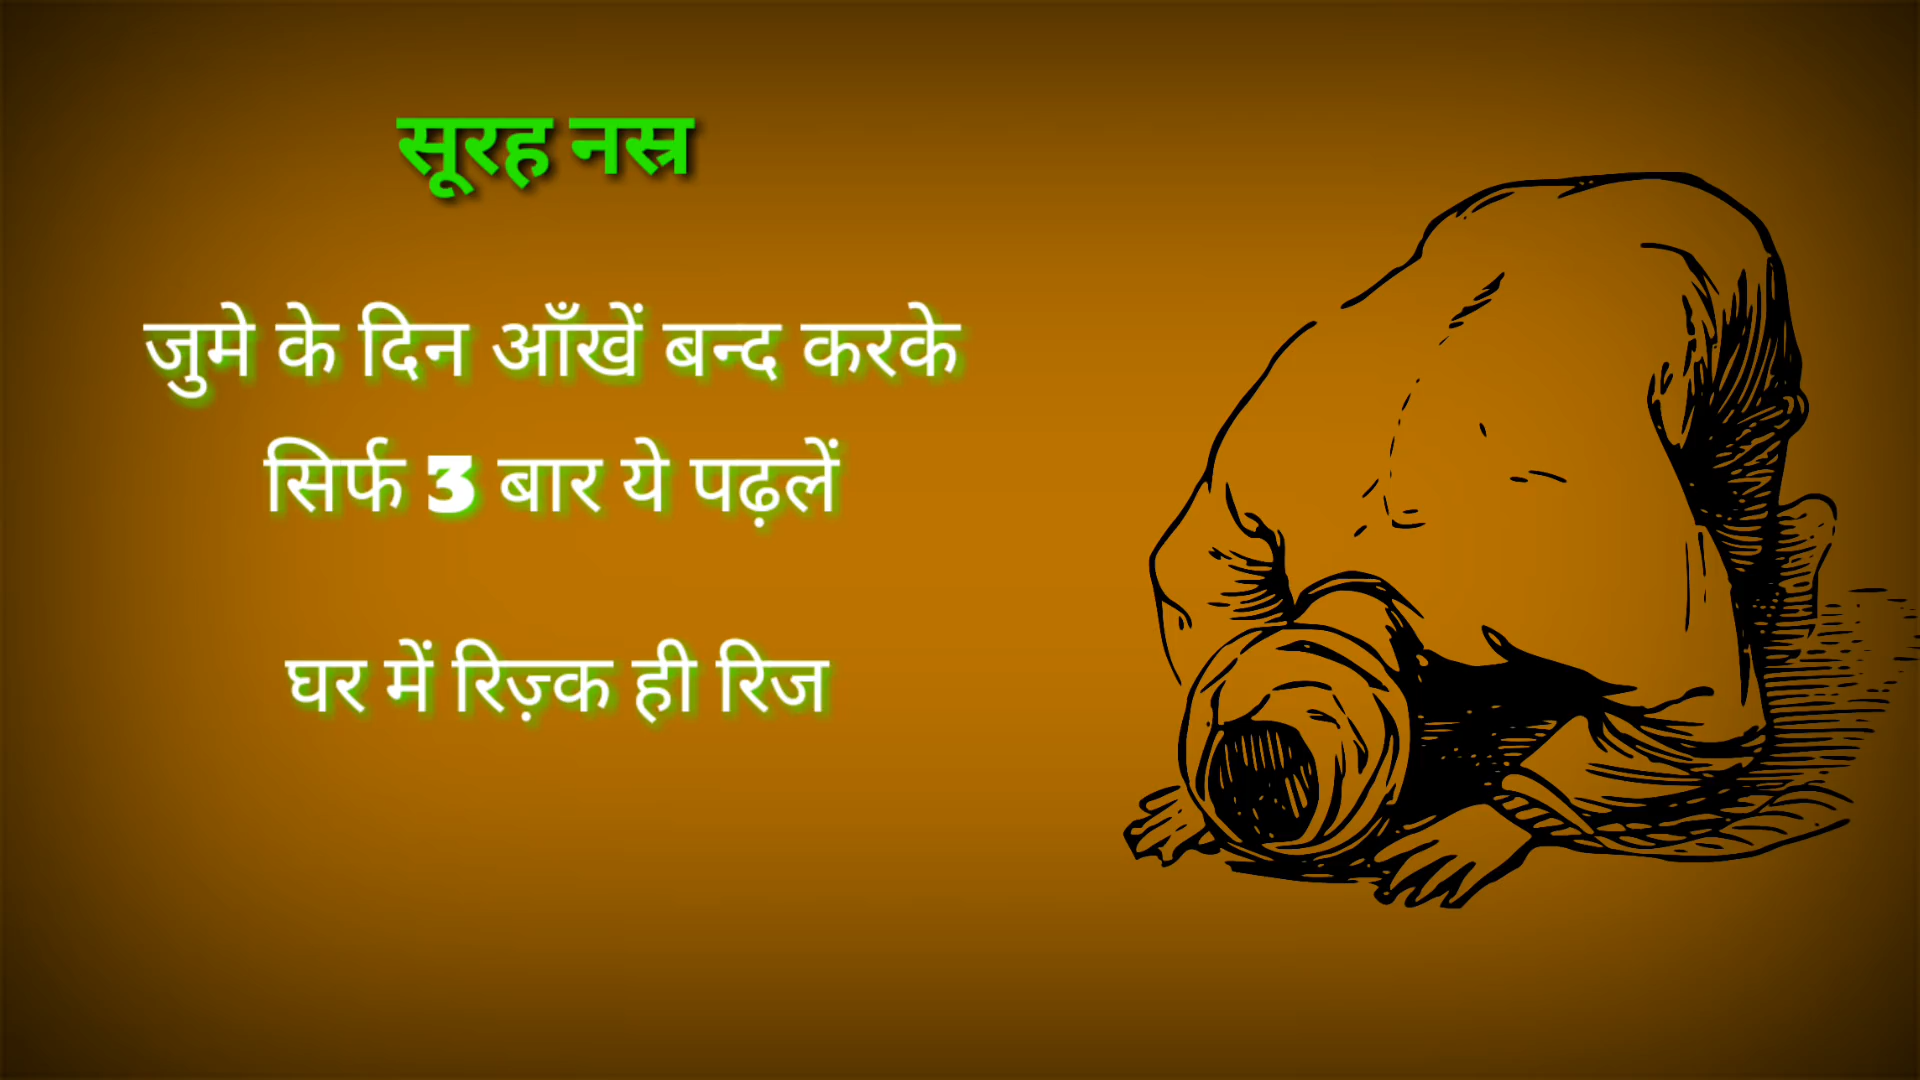 सूरह नस्र
जुमे के दिन आँखें बन्द करके
सिर्फ 3 बार ये पढ़लें
घर में रिज़्क ही रिज